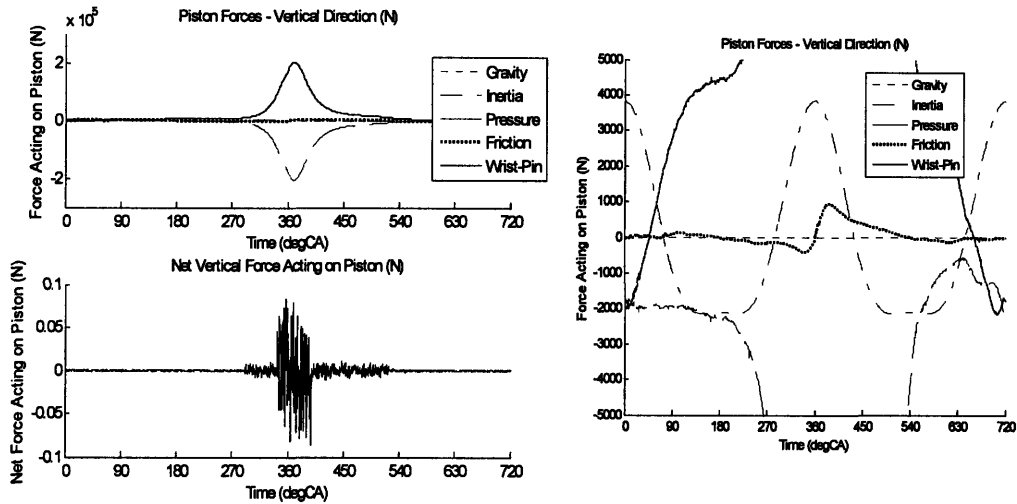 Piston Forces - Vertical Direction (N)
x 10^5
Force Acting on Piston (N)
2
0
-2
0 90 180 270 360 450 540 630 720
Time (degCA)
Gravity
Inertia
Pressure
Friction
Wrist-Pin
Net Vertical Force Acting on Piston (N)
Net Force Acting on Piston (N)
0.1
0.05
0
-0.05
-0.1
0 90 180 270 360 450 540 630 720
Time (degCA)
Piston Forces - Vertical Direction (N)
Force Acting on Piston (N)
5000
4000
3000
2000
1000
0
-1000
-2000
-3000
-4000
-5000
0 90 180 270 360 450 540 630 720
Time (degCA)
Gravity
Inertia
Pressure
Friction
Wrist-Pin